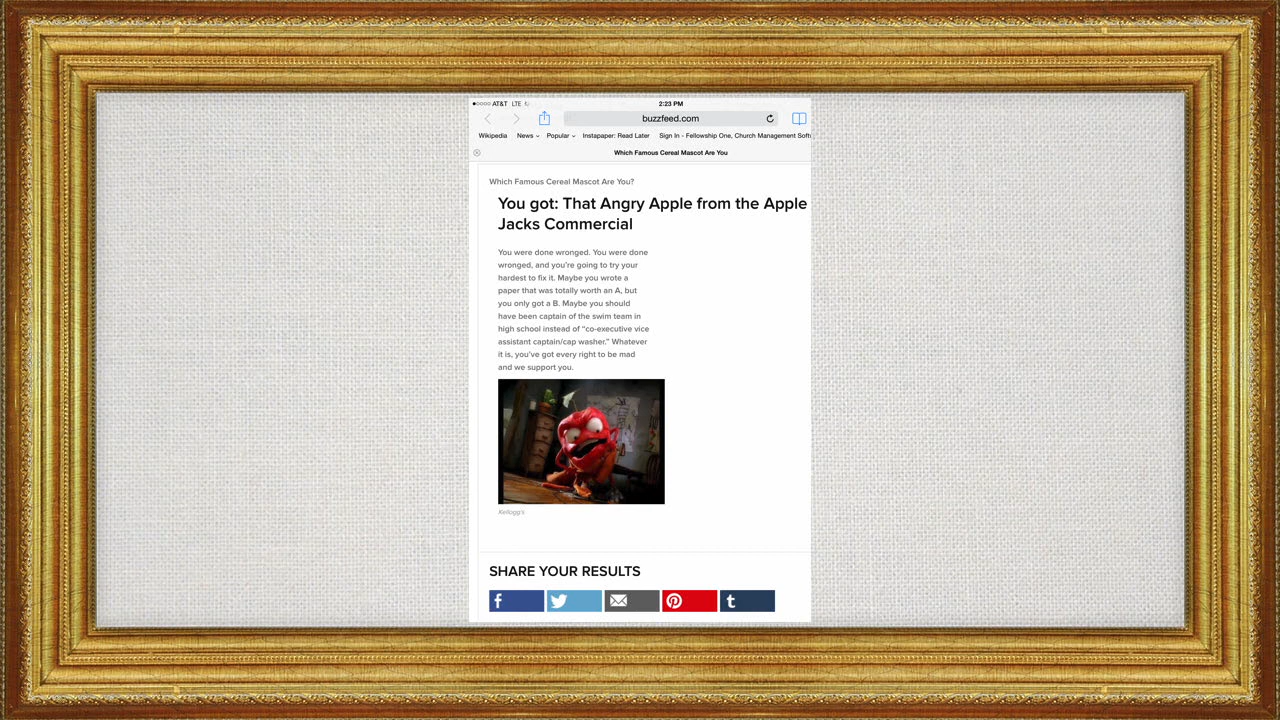 AT&T LTE 2:23 PM
buzzfeed.com
Wikipedia News Popular Instapaper: Read Later Sign In - Fellowship One, Church Management Soft
Which Famous Cereal Mascot Are You
Which Famous Cereal Mascot Are You?
You got: That Angry Apple from the Apple
Jacks Commercial
You were done wronged. You were done
wronged, and you're going to try your
hardest to fix it. Maybe you wrote a
paper that was totally worth an A, but
you only got a B. Maybe you should
have been captain of the swim team in
high school instead of “co-executive vice
assistant captain/cap washer.” Whatever
it is, you've got every right to be mad
and we support you.
Kellogg's
SHARE YOUR RESULTS